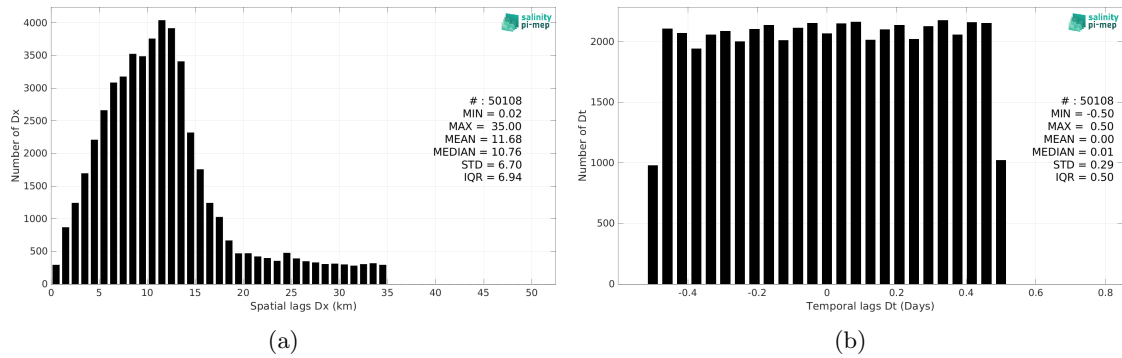 4000
3500
3000
2500
2000
1500
1000
500
0
Number of Dx
0 5 10 15 20 25 30 35 40 45 50
Spatial lags Dx (km)
salinity
pi-mep
# : 50108
MIN = 0.02
MAX = 35.00
MEAN = 11.68
MEDIAN = 10.76
STD = 6.70
IQR = 6.94
(a)
2000
1500
1000
500
0
Number of Dt
-0.4 -0.2 0 0.2 0.4 0.6 0.8
Temporal lags Dt (Days)
salinity
pi-mep
# : 50108
MIN = -0.50
MAX = 0.50
MEAN = 0.00
MEDIAN = 0.01
STD = 0.29
IQR = 0.50
(b)